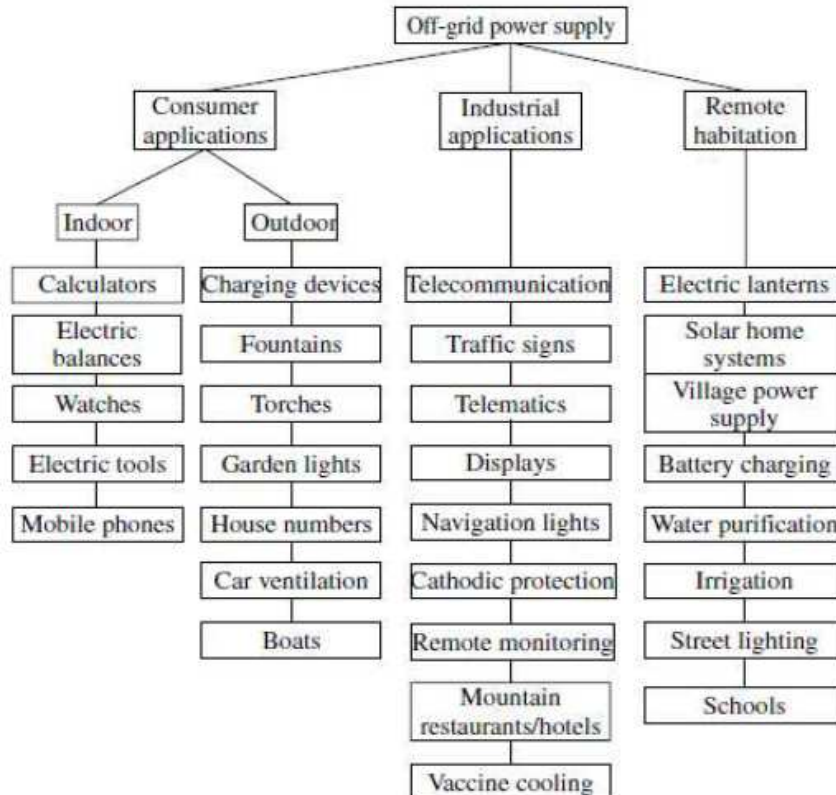 Off-grid power supply
Consumer
applications
Industrial
applications
Remote
habitation
Indoor
Outdoor
Calculators
Electric
balances
Watches
Electric tools
Mobile phones
Charging devices
Fountains
Torches
Garden lights
House numbers
Car ventilation
Boats
Telecommunication
Traffic signs
Telematics
Displays
Navigation lights
Cathodic protection
Remote monitoring
Mountain
restaurants/hotels
Vaccine cooling
Electric lanterns
Solar home
systems
Village power
supply
Battery charging
Water purification
Irrigation
Street lighting
Schools